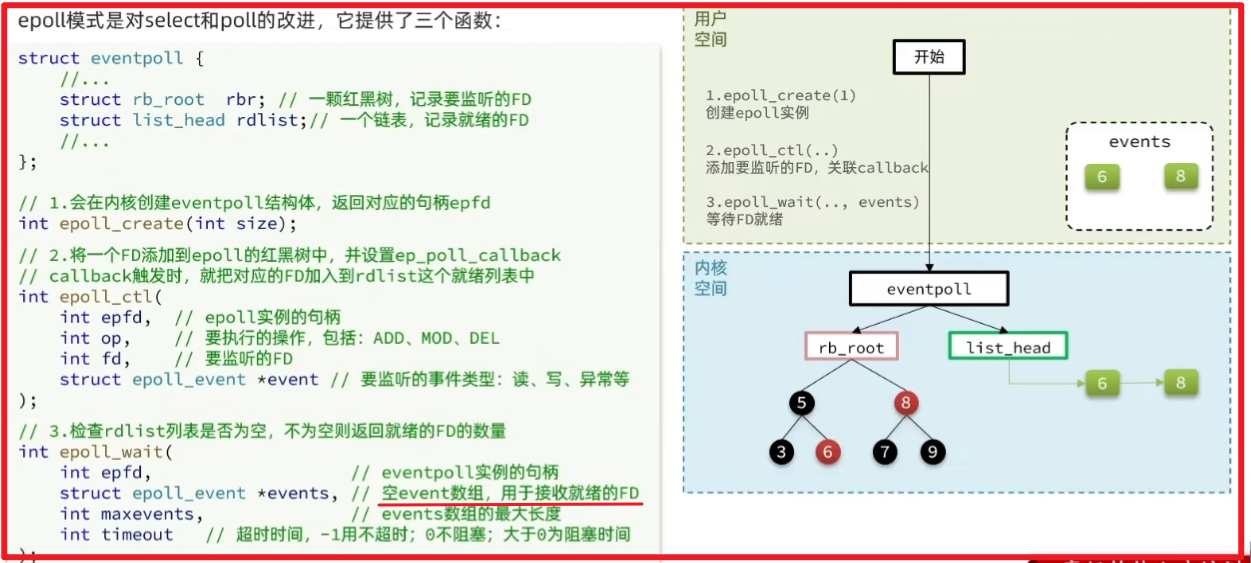 epoll模式是对select和poll的改进，它提供了三个函数：
struct eventpoll {
//...
struct rb_root rbr; // 一颗红黑树，记录要监听的FD
struct list_head rdlist;// 一个链表，记录就绪的FD
//...
};
// 1.会在内核创建eventpoll结构体，返回对应的句柄epfd
int epoll_create(int size);
// 2.将一个FD添加到epoll的红黑树中，并设置ep_poll_callback
// callback触发时，就把对应的FD加入到rdlist这个就绪列表中
int epoll_ctl(
int epfd, // epoll实例的句柄
int op, // 要执行的操作，包括：ADD、MOD、DEL
int fd, // 要监听的FD
struct epoll_event *event // 要监听的事件类型：读、写、异常等
);
// 3.检查rdlist列表是否为空，不为空则返回就绪的FD的数量
int epoll_wait(
int epfd, // eventpoll实例的句柄
struct epoll_event *events, // 空event数组，用于接收就绪的FD
int maxevents, // events数组的最大长度
int timeout // 超时时间，-1用不超时；0不阻塞；大于0为阻塞时间
);
用户
空间
开始
1.epoll_create(1)
创建epoll实例
2.epoll_ctl(..)
添加要监听的FD，关联callback
3.epoll_wait(.., events)
等待FD就绪
events
6 8
内核
空间
eventpoll
rb_root list_head
6 8
5 8
3 6 7 9